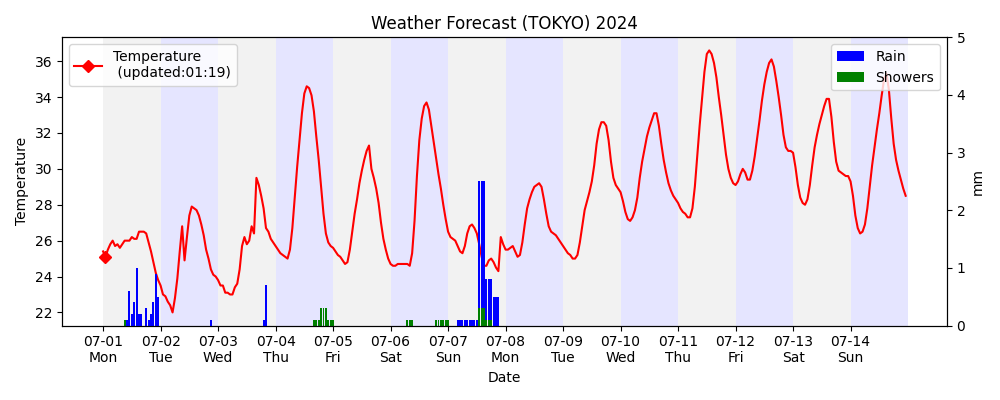 Weather Forecast (TOKYO) 2024
Temperature
(updated:01:19)
Rain
Showers
Temperature
36
34
32
30
28
26
24
22
5
4
3
2
1
0
mm
07-01 07-02 07-03 07-04 07-05 07-06 07-07 07-08 07-09 07-10 07-11 07-12 07-13 07-14
Mon Tue Wed Thu Fri Sat Sun Mon Tue Wed Thu Fri Sat Sun
Date